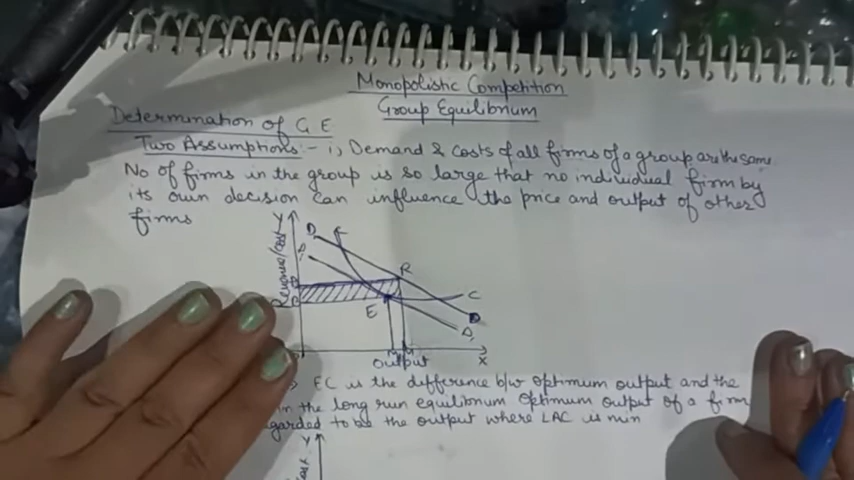 Monopolistic Competition
Group Equilibrium
Determination of G E
Two Assumptions:- i, Demand & costs of all firms of a group are the same
No of firms in the group is so large that no individual firm by
its own decision can influence the price and output of other
firms
Y
Revenue/Cost
D
D
C
R
C
E
D
D,
Output
X
EC is the difference b/w optimum output and the
in the long run equilibrium optimum output of a firm
garded to be the output where LAC is min
Y